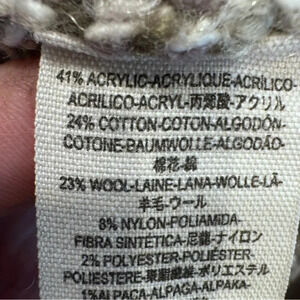 41% ACRYLIC-ACRYLIQUE-ACRILICO-
ACRÍLICO-ACRYL-丙烯酸-アクリル
24% COTTON-COTON-ALGODÓN-
COTONE-BAUMWOLLE-ALGODÃO-
棉花-綿
23% WOOL-LAINE-LANA-WOLLE-LÃ-
羊毛-ウール
8% NYLON-POLIAMIDA-
FIBRA SINTETICA-尼龍-ナイロン
2% POLYESTER-POLIESTER-
POLIESTERE-聚酯纖維-ポリエステル
1% ALPACA-ALPAGA-ALPAKA-